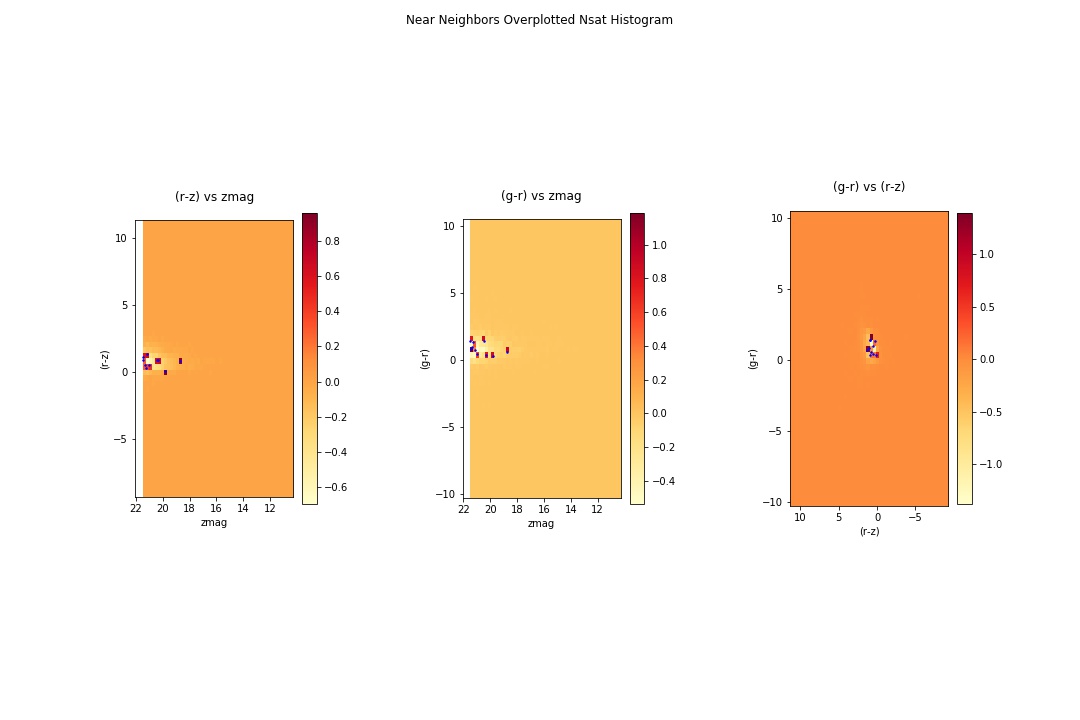 Near Neighbors Overplotted Nsat Histogram
(r-z) vs zmag
10
5
0
−5
(r-z)
22 20 18 16 14 12
zmag
0.8
0.6
0.4
0.2
0.0
−0.2
−0.4
−0.6
(g-r) vs zmag
10
5
0
−5
−10
(g-r)
22 20 18 16 14 12
zmag
1.0
0.8
0.6
0.4
0.2
0.0
−0.2
−0.4
(g-r) vs (r-z)
10
5
0
−5
−10
(g-r)
10 5 0 −5
(r-z)
1.0
0.5
0.0
−0.5
−1.0